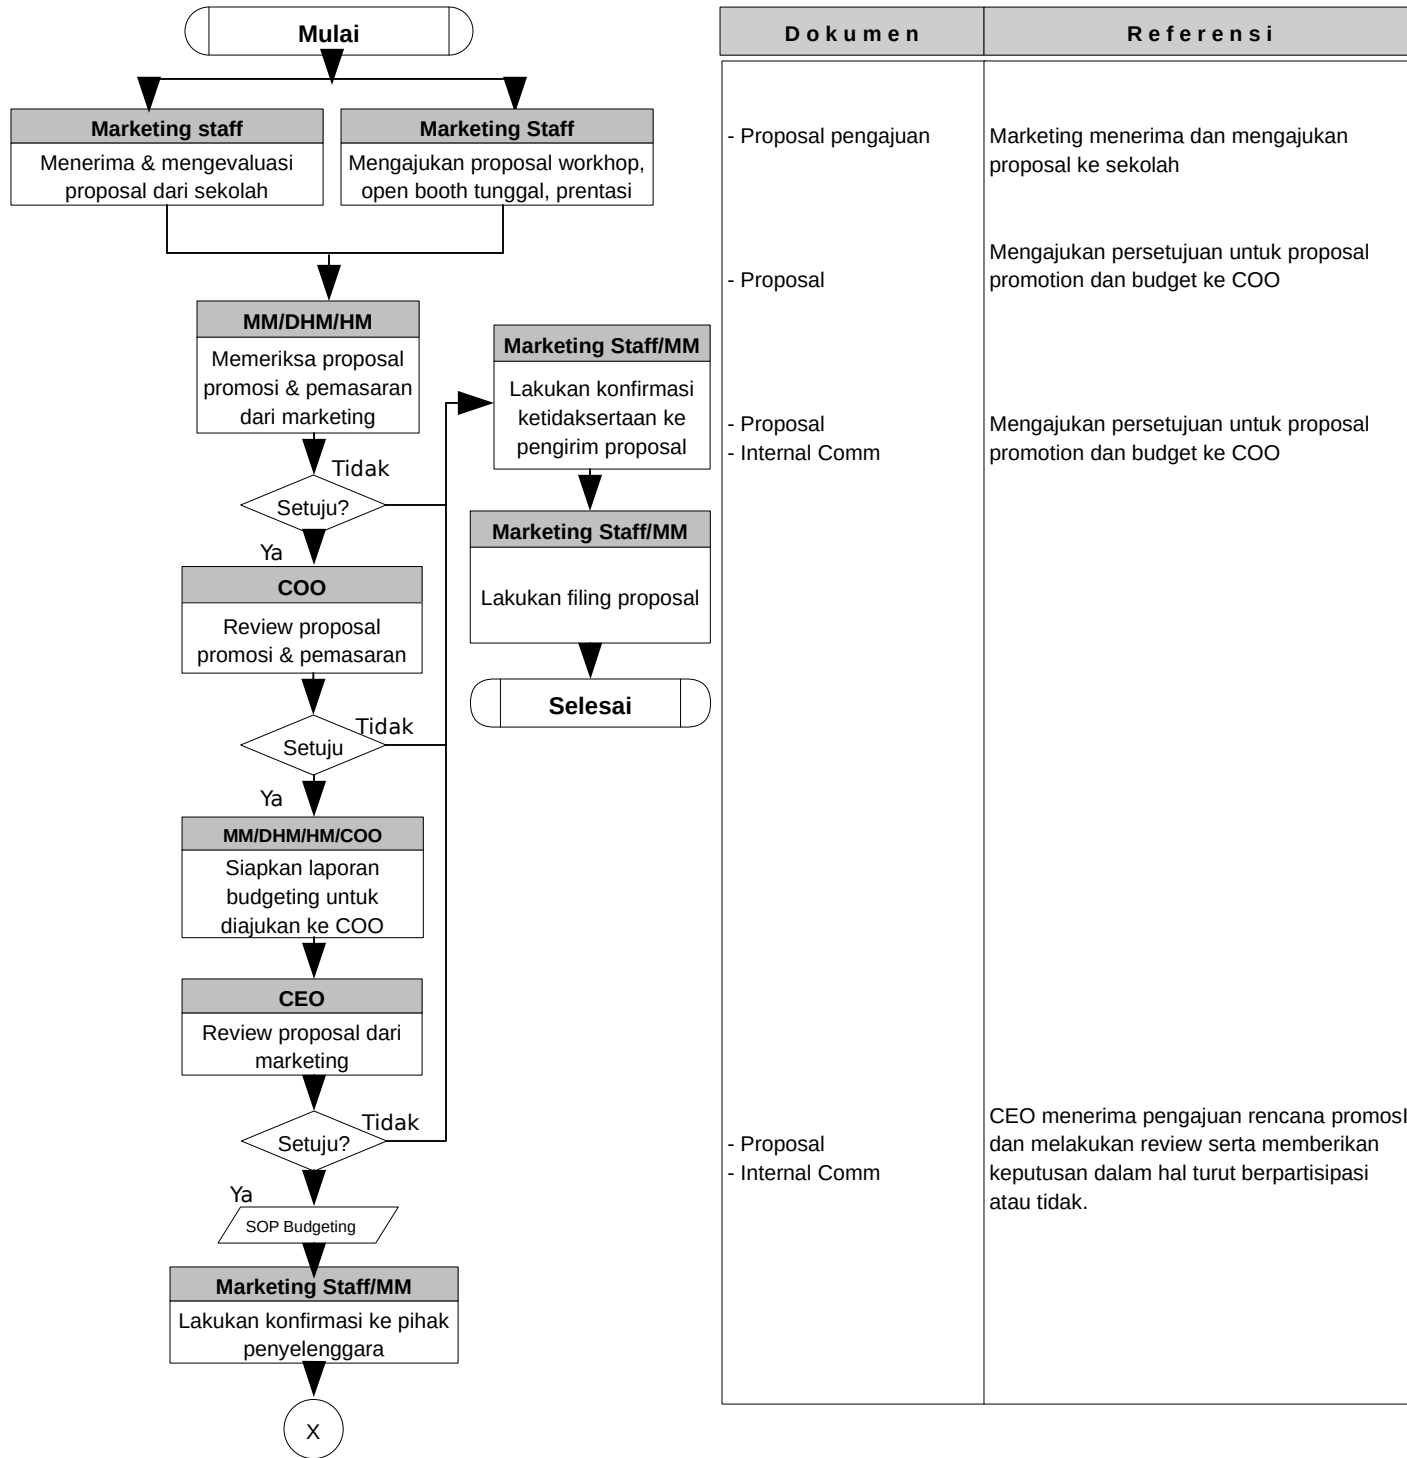 Mulai
Dokumen
Referensi
Marketing staff
Menerima & mengevaluasi
proposal dari sekolah
Marketing Staff
Mengajukan proposal workhop,
open booth tunggal, prentasi
- Proposal pengajuan
Marketing menerima dan mengajukan
proposal ke sekolah
- Proposal
Mengajukan persetujuan untuk proposal
promotion dan budget ke COO
MM/DHM/HM
Memeriksa proposal
promosi & pemasaran
dari marketing
Marketing Staff/MM
Lakukan konfirmasi
ketidaksertaan ke
pengirim proposal
- Proposal
- Internal Comm
Mengajukan persetujuan untuk proposal
promotion dan budget ke COO
Tidak
Setuju?
Ya
Marketing Staff/MM
Lakukan filing proposal
Selesai
COO
Review proposal
promosi & pemasaran
Tidak
Setuju
Ya
MM/DHM/HM/COO
Siapkan laporan
budgeting untuk
diajukan ke COO
CEO
Review proposal dari
marketing
Tidak
Setuju?
Ya
- Proposal
- Internal Comm
CEO menerima pengajuan rencana promosI
dan melakukan review serta memberikan
keputusan dalam hal turut berpartisipasi
atau tidak.
SOP Budgeting
Marketing Staff/MM
Lakukan konfirmasi ke pihak
penyelenggara
X